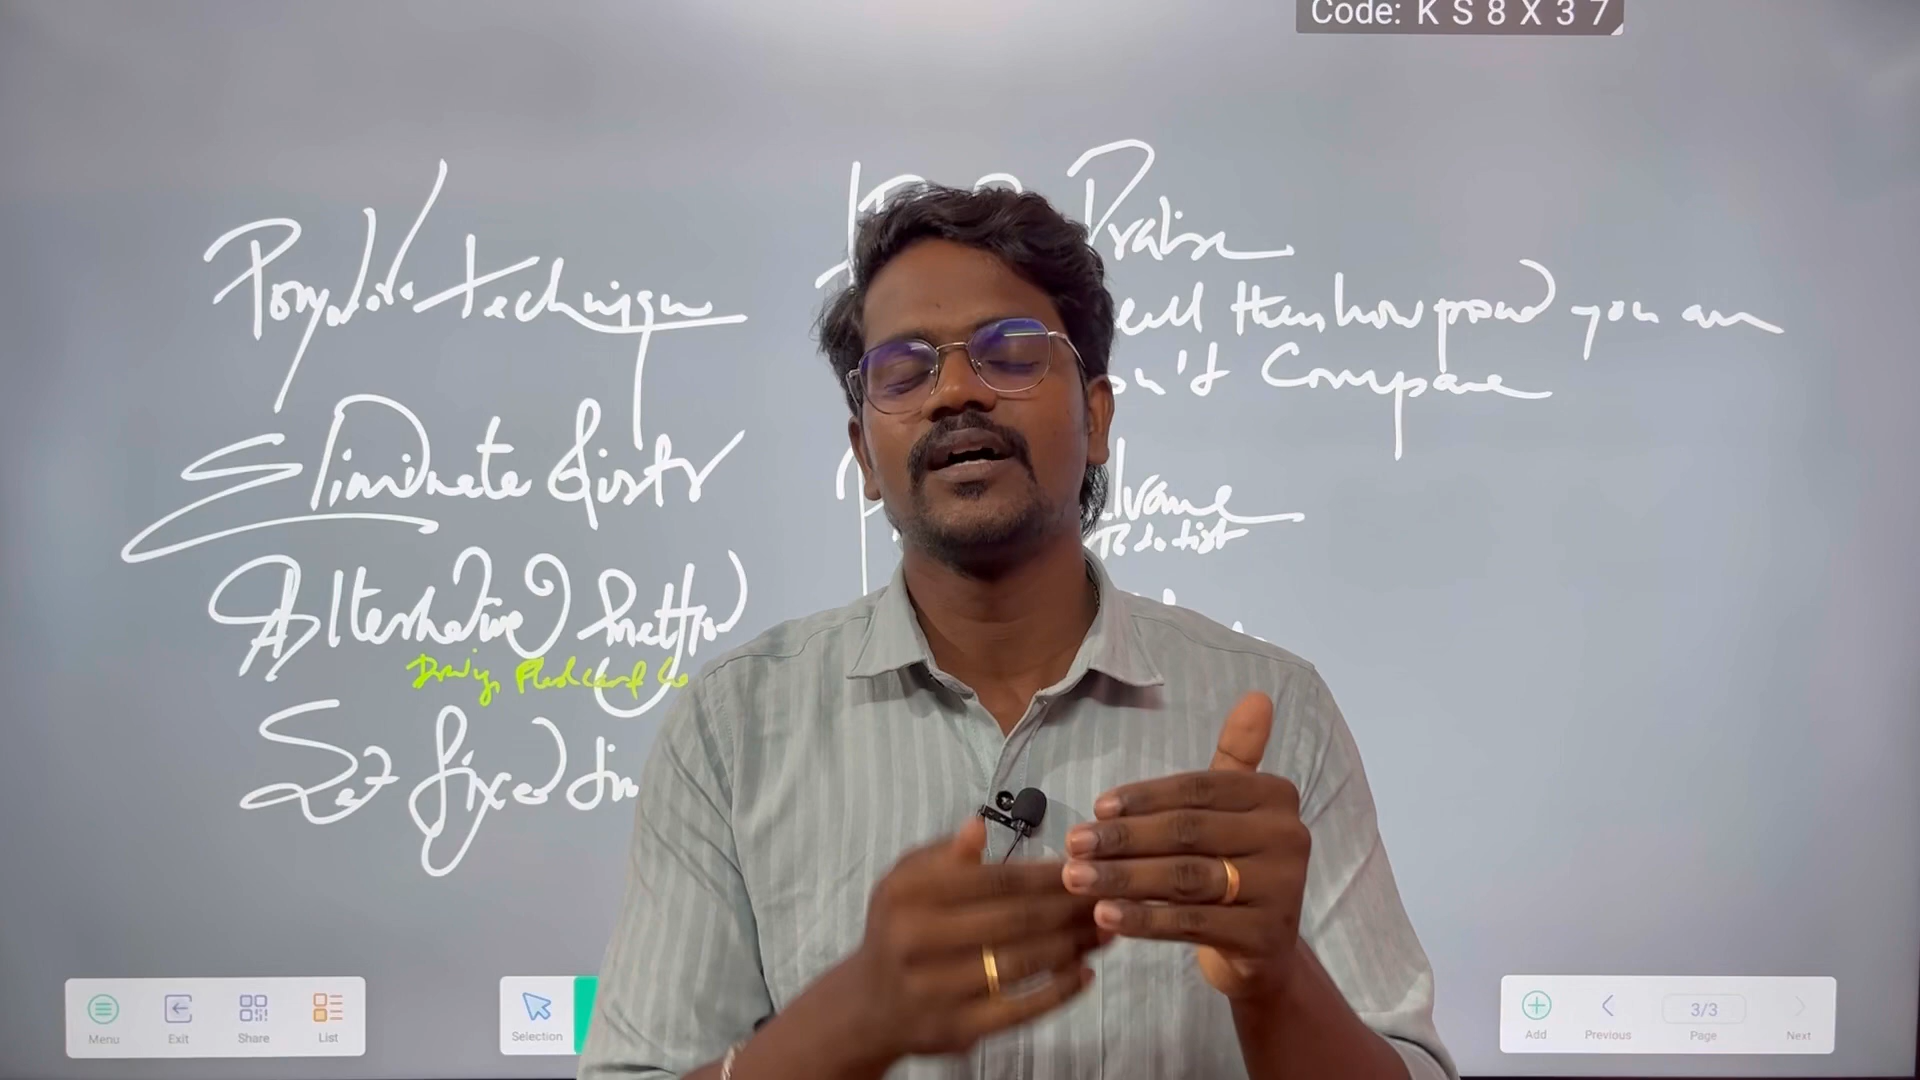 Code: K S 8 X 3 7
Praise
tell them how proud you are
Pomodoro technique
on't Compare
Eliminate distr
To do list
Alternative method
Set fixed tim
Menu
Exit
Share
List
Selection
Add
Previous
3/3
Page
Next